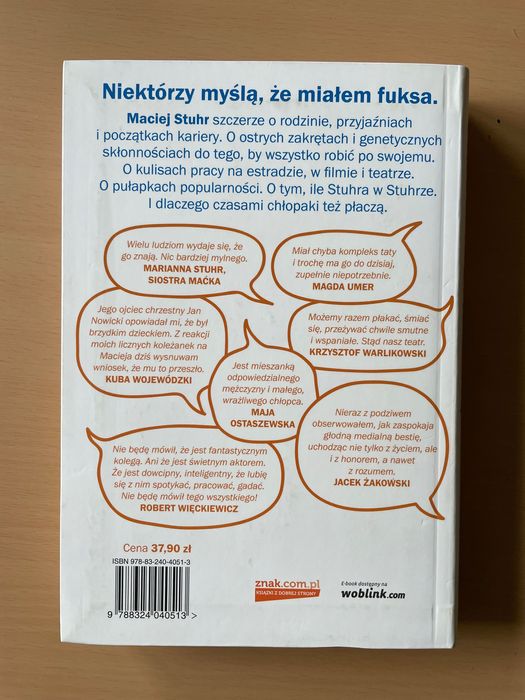 Niektórzy myślą, że miałem fuksa.
Maciej Stuhr szczerze o rodzinie, przyjaźniach
i początkach kariery. O ostrych zakrętach i genetycznych
skłonnościach do tego, by wszystko robić po swojemu.
O kulisach pracy na estradzie, w filmie i teatrze.
O pułapkach popularności. O tym, ile Stuhra w Stuhrze.
I dlaczego czasami chłopaki też płaczą.
Wielu ludziom wydaje się, że
go znają. Nic bardziej mylnego.
MARIANNA STUHR,
SIOSTRA MAĆKA
Miał chyba kompleks taty
i trochę ma go do dzisiaj,
zupełnie niepotrzebnie.
MAGDA UMER
Jego ojciec chrzestny Jan
Nowicki opowiadał mi, że był
brzydkim dzieckiem. Z reakcji
moich licznych koleżanek na
Macieja dziś wysnuwam
wniosek, że mu to przeszło.
KUBA WOJEWÓDZKI
Możemy razem płakać, śmiać
się, przeżywać chwile smutne
i wspaniałe. Stąd nasz teatr.
KRZYSZTOF WARLIKOWSKI
Jest mieszanką
odpowiedzialnego
mężczyzny i małego,
wrażliwego chłopca.
MAJA
OSTASZEWSKA
Nieraz z podziwem
obserwowałem, jak zaspokaja
głodną medialną bestię,
uchodząc nie tylko z życiem, ale
i z honorem, a nawet
z rozumem.
JACEK ŻAKOWSKI
Nie będę mówił, że jest fantastycznym
kolegą. Ani że jest świetnym aktorem.
Że jest dowcipny, inteligentny, że lubię
się z nim spotykać, pracować, gadać.
Nie będę mówił tego wszystkiego!
ROBERT WIĘCKIEWICZ
Cena 37,90 zł
ISBN 978-83-240-4051-3
9 788324 040513 >
znak.com.pl
KSIĄŻKI Z DOBREJ STRONY
E-book dostępny na
woblink.com